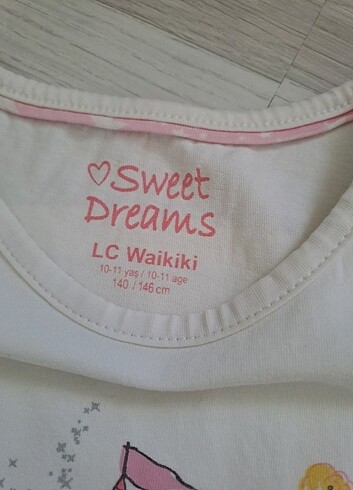 ♡Sweet
Dreams
LC Waikiki
10-11 yaş / 10-11 age
140 / 146 cm